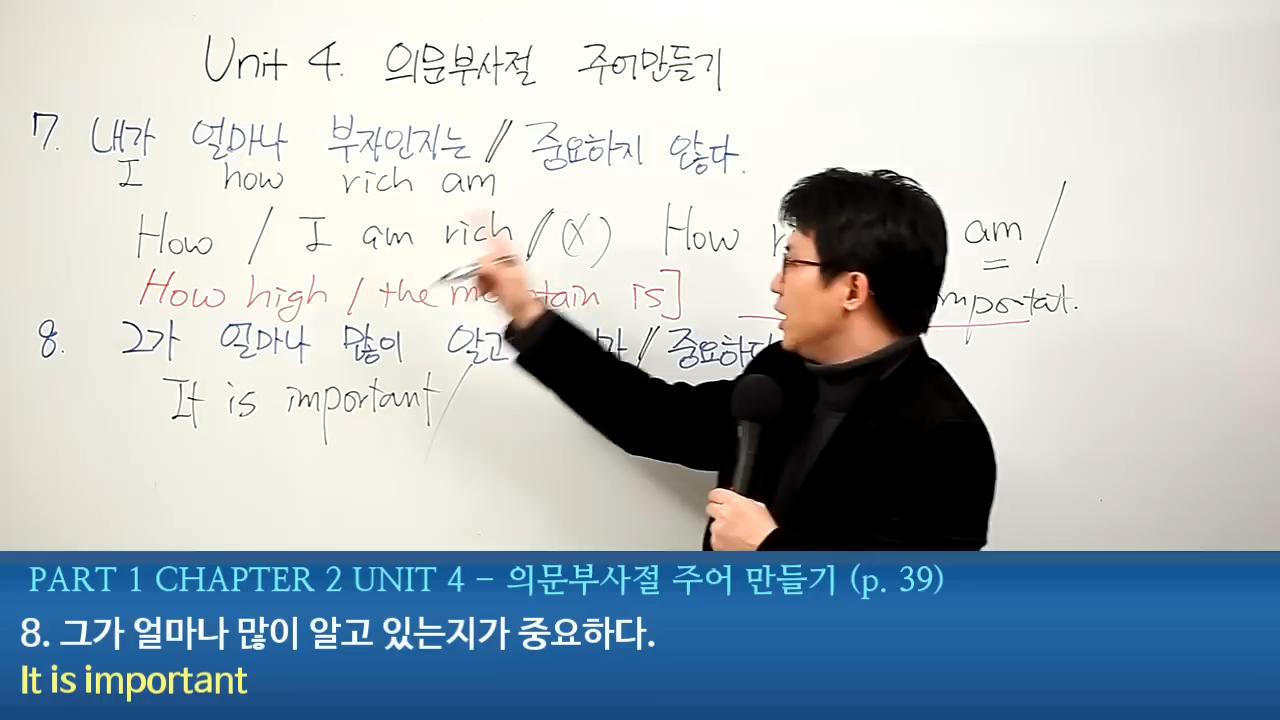 Unit 4. 의문부사절 주어만들기
7. 내가 얼마나 부자인지는 // 중요하지 않다.
I how rich am
How / I am rich // (X) How am /
How high / the mountain is]
8. 그가 얼마나 많이 알고 // 중요하다
It is important /
PART 1 CHAPTER 2 UNIT 4 - 의문부사절 주어 만들기 (p. 39)
8. 그가 얼마나 많이 알고 있는지가 중요하다.
It is important